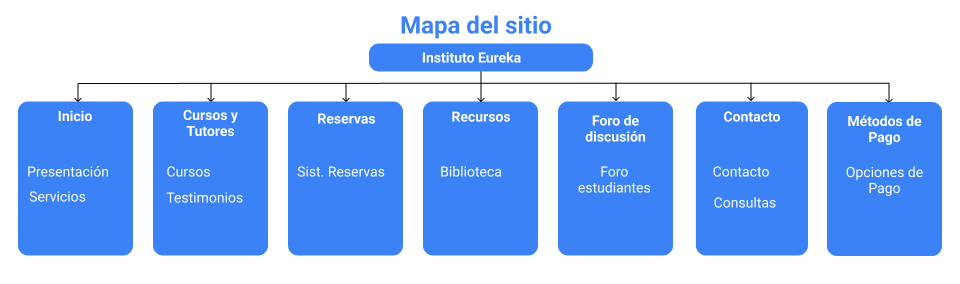 Mapa del sitio
Instituto Eureka
Inicio
Presentación
Servicios
Cursos y
Tutores
Cursos
Testimonios
Reservas
Sist. Reservas
Recursos
Biblioteca
Foro de
discusión
Foro
estudiantes
Contacto
Contacto
Consultas
Métodos de
Pago
Opciones de
Pago